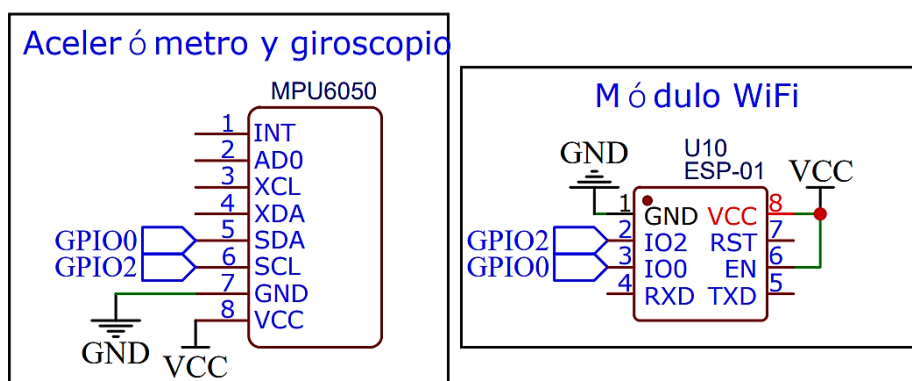 Acelerómetro y giroscopio
MPU6050
1 INT
2 AD0
3 XCL
4 XDA
GPIO0 5 SDA
GPIO2 6 SCL
7 GND
8 VCC
GND
VCC
Módulo WiFi
U10
ESP-01
GND
VCC
1 GND VCC 8
GPIO2 2 IO2 RST 7
GPIO0 3 IO0 EN 6
4 RXD TXD 5